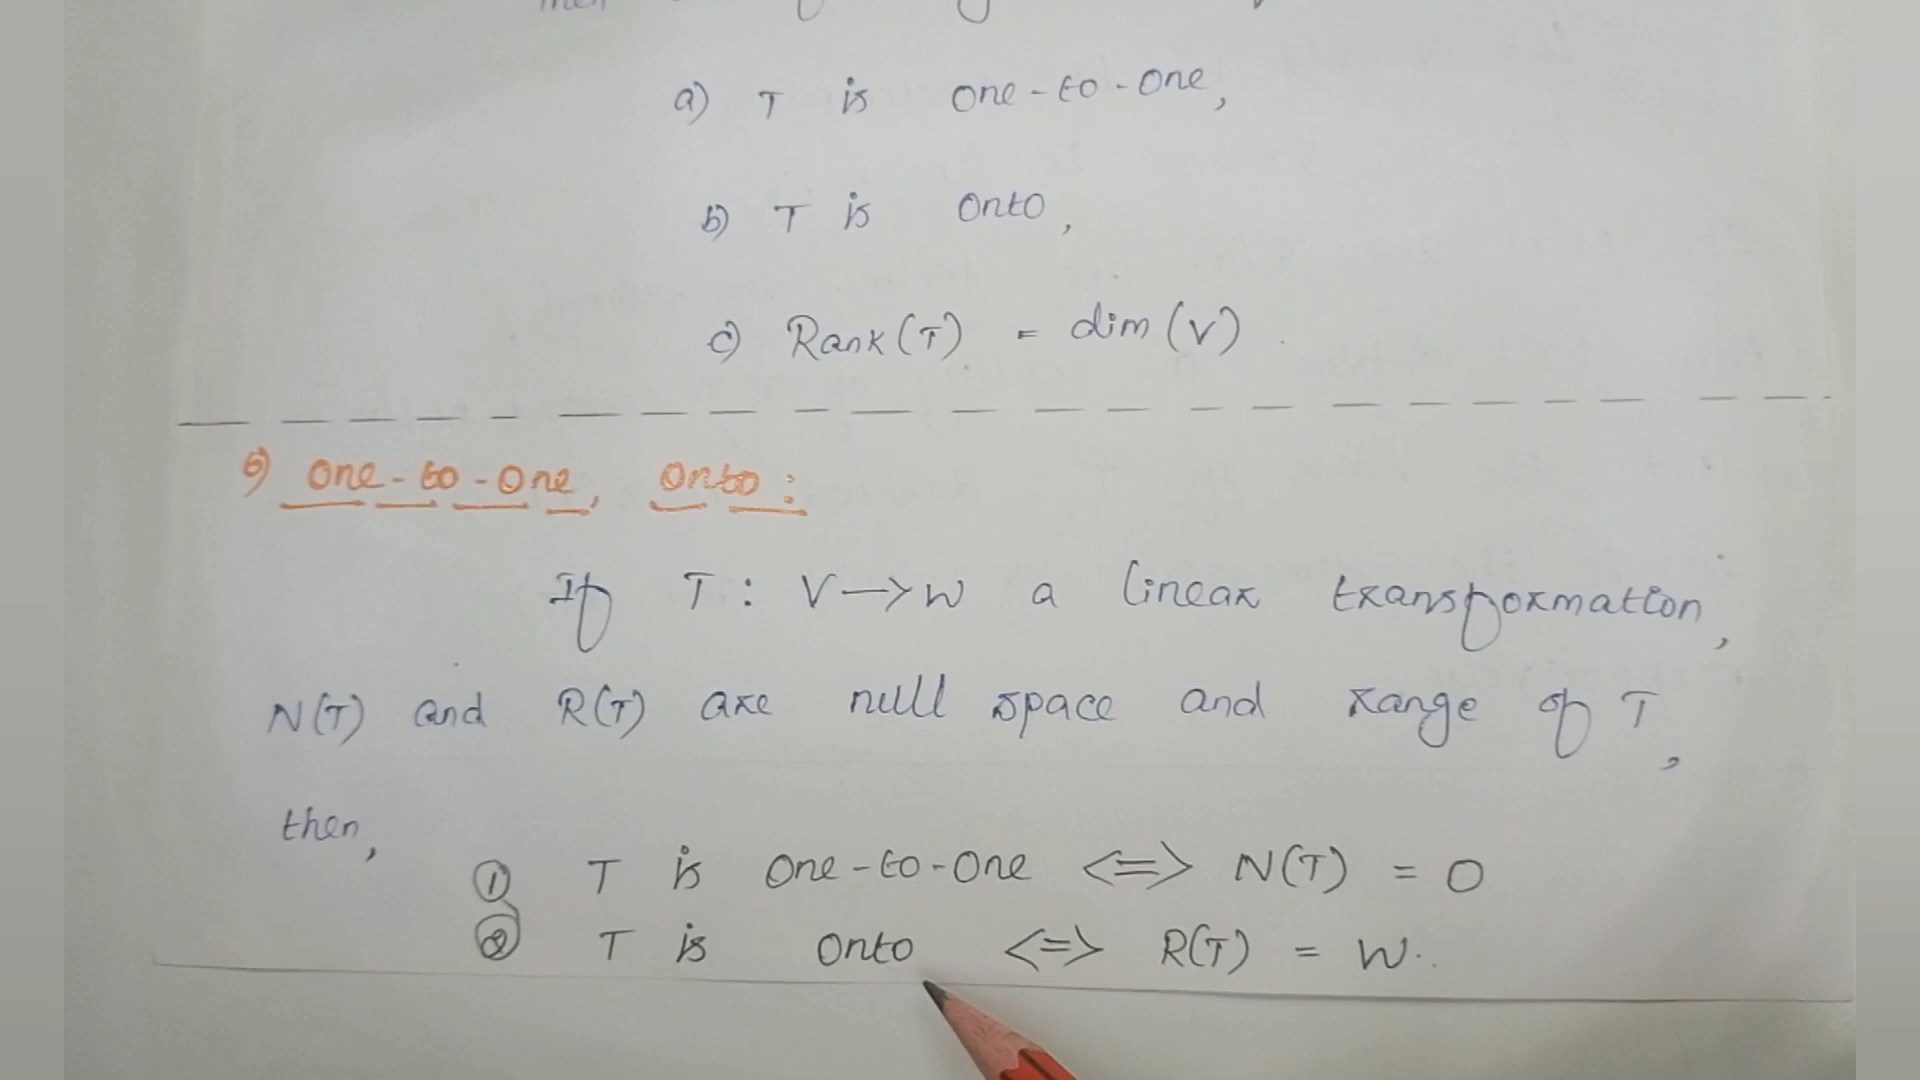 a) T is one-to-one,
b) T is onto,
c) Rank(T) = dim(V).
6) one-to-one, onto:
If T: V→W a linear transformation,
N(T) and R(T) are null space and range of T,
then,
① T is one-to-one <=> N(T) = 0
② T is onto <=> R(T) = W..